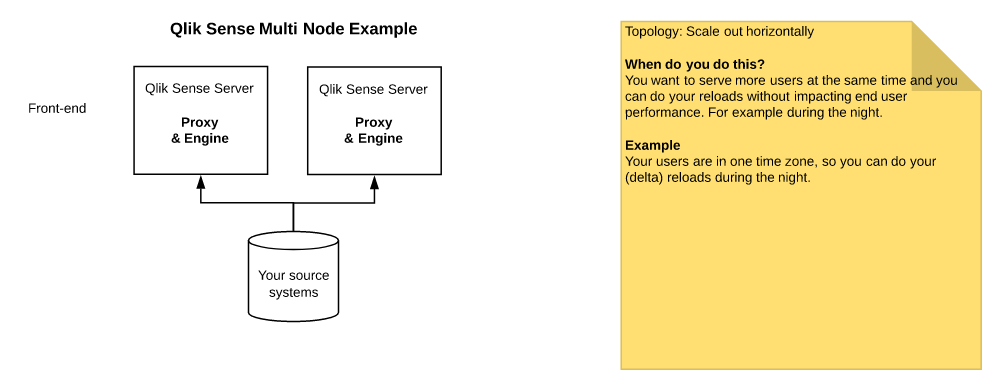 Qlik Sense Multi Node Example
Front-end
Qlik Sense Server
Proxy
& Engine
Qlik Sense Server
Proxy
& Engine
Your source
systems
Topology: Scale out horizontally
When do you do this?
You want to serve more users at the same time and you
can do your reloads without impacting end user
performance. For example during the night.
Example
Your users are in one time zone, so you can do your
(delta) reloads during the night.